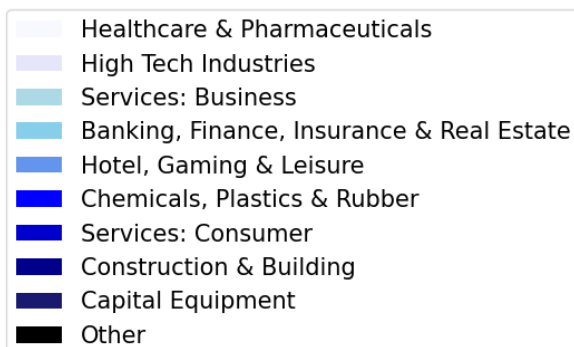 Healthcare & Pharmaceuticals
High Tech Industries
Services: Business
Banking, Finance, Insurance & Real Estate
Hotel, Gaming & Leisure
Chemicals, Plastics & Rubber
Services: Consumer
Construction & Building
Capital Equipment
Other